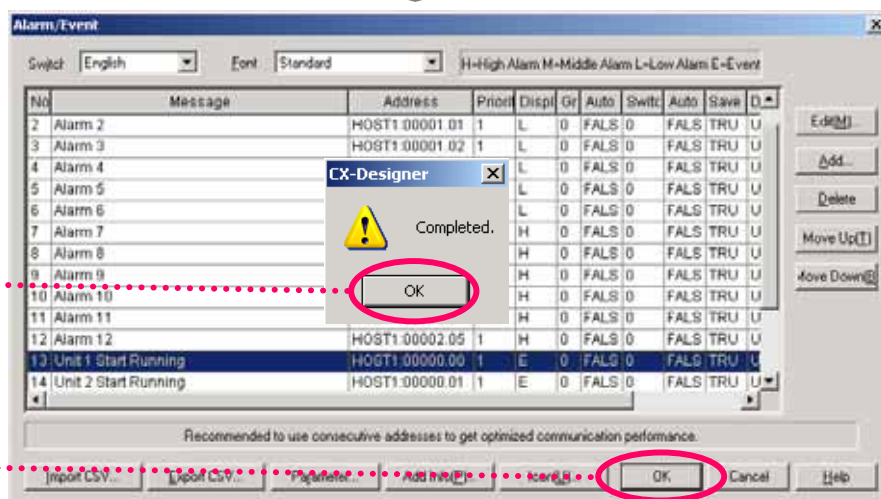 Alarm/Event
Switch English Font Standard H=High Alarm M=Middle Alarm L=Low Alarm E=Event
No Message Address Priorit Displ Gr Auto Switc Auto Save D
2 Alarm 2 HOST1:00001.01 1 L 0 FALS 0 FALS TRU U
3 Alarm 3 HOST1:00001.02 1 L 0 FALS 0 FALS TRU U
4 Alarm 4 L 0 FALS 0 FALS TRU U
5 Alarm 5 L 0 FALS 0 FALS TRU U
6 Alarm 6 L 0 FALS 0 FALS TRU U
7 Alarm 7 H 0 FALS 0 FALS TRU U
8 Alarm 8 H 0 FALS 0 FALS TRU U
9 Alarm 9 H 0 FALS 0 FALS TRU U
10 Alarm 10 H 0 FALS 0 FALS TRU U
11 Alarm 11 H 0 FALS 0 FALS TRU U
12 Alarm 12 HOST1:00002.05 1 H 0 FALS 0 FALS TRU U
13 Unit 1 Start Running HOST1:00000.00 1 E 0 FALS 0 FALS TRU U
14 Unit 2 Start Running HOST1:00000.01 1 E 0 FALS 0 FALS TRU U
Edit(M)...
Add...
Delete
Move Up(T)
Move Down(B
CX-Designer
Completed.
OK
Recommended to use consecutive addresses to get optimized communication performance.
Import CSV... Export CSV... Parameter... OK Cancel Help